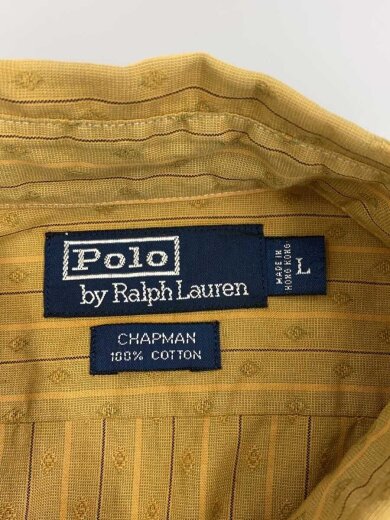 Polo
by Ralph Lauren
MADE IN
HONG KONG
L
CHAPMAN
100% COTTON